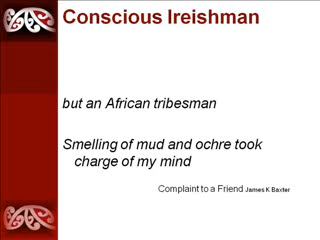 Conscious Ireishman
but an African tribesman
Smelling of mud and ochre took
charge of my mind
Complaint to a Friend James K Baxter